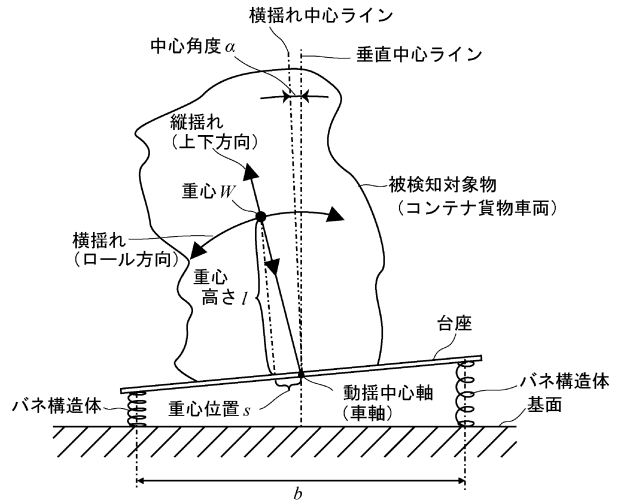 横揺れ中心ライン
中心角度α
垂直中心ライン
縦揺れ
(上下方向)
重心W
被検知対象物
(コンテナ貨物車両)
横揺れ
(ロール方向)
重心
高さl
台座
バネ構造体
重心位置s
動揺中心軸
(車軸)
バネ構造体
基面
b